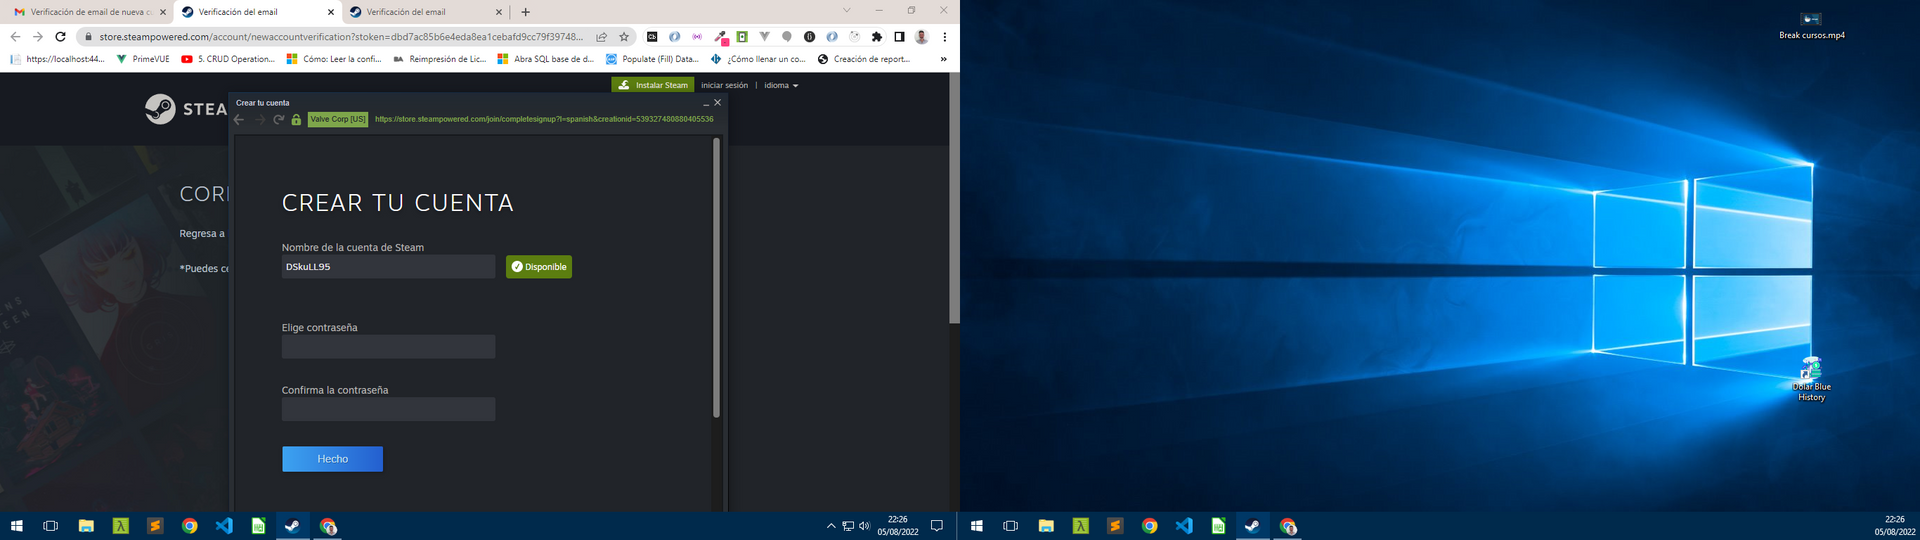 Verificación de email de nueva cu
Verificación del email
Verificación del email
store.steampowered.com/account/newaccountverification?stoken=dbd7ac85b6e4eda8ea1cebafd9cc79f39748...
https://localhost:44...
PrimeVUE
5. CRUD Operation...
Cómo: Leer la confi...
Reimpresión de Lic...
Abra SQL base de d...
Populate (Fill) Data...
¿Cómo llenar un co...
Creación de report...
Instalar Steam
iniciar sesión | idioma
STEA
Crear tu cuenta
Valve Corp [US]
https://store.steampowered.com/join/completesignup?l=spanish&creationid=539327480880405536
CORI
Regresa a
*Puedes ce
CREAR TU CUENTA
Nombre de la cuenta de Steam
DSkuLL95
Disponible
Elige contraseña
Confirma la contraseña
Hecho
22:26
05/08/2022
Break cursos.mp4
Dolar Blue
History
22:26
05/08/2022